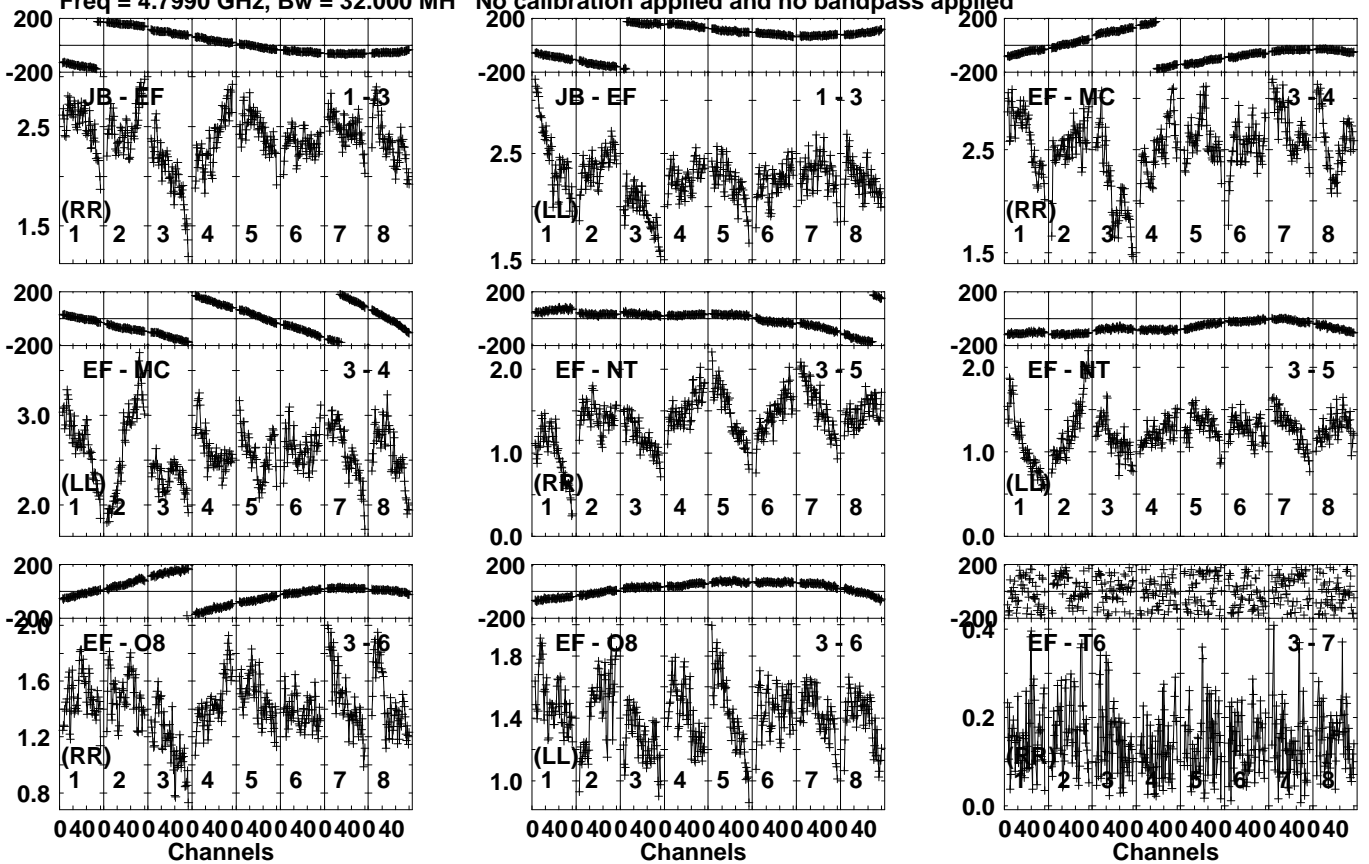 Freq = 4.7990 GHz, Bw = 32.000 MH No calibration applied and no bandpass applied
200
-200
JB - EF 1 - 3
2.5
1.5
(RR)
1 2 3 4 5 6 7 8
JB - EF 1 - 3
2.5
1.5
(LL)
1 2 3 4 5 6 7 8
200
-200
EF - MC 3 - 4
2.5
1.5
(RR)
1 2 3 4 5 6 7 8
200
-200
EF - MC 3 - 4
3.0
2.0
(LL)
1 2 3 4 5 6 7 8
200
-200
EF - NT 3 - 5
2.0
1.0
0.0
(RR)
1 2 3 4 5 6 7 8
200
-200
EF - NT 3 - 5
2.0
1.0
0.0
(LL)
1 2 3 4 5 6 7 8
200
-200
2.0
EF - O8 3 - 6
1.6
1.2
0.8
(RR)
1 2 3 4 5 6 7 8
0 40 0 40 0 40 0 40 0 40 0 40 0 40 0 40
Channels
200
-200
EF - O8 3 - 6
1.8
1.4
1.0
(LL)
1 2 3 4 5 6 7 8
0 40 0 40 0 40 0 40 0 40 0 40 0 40 0 40
Channels
200
-200
0.4
EF - T6 3 - 7
0.2
0.0
(RR)
1 2 3 4 5 6 7 8
0 40 0 40 0 40 0 40 0 40 0 40 0 40 0 40
Channels